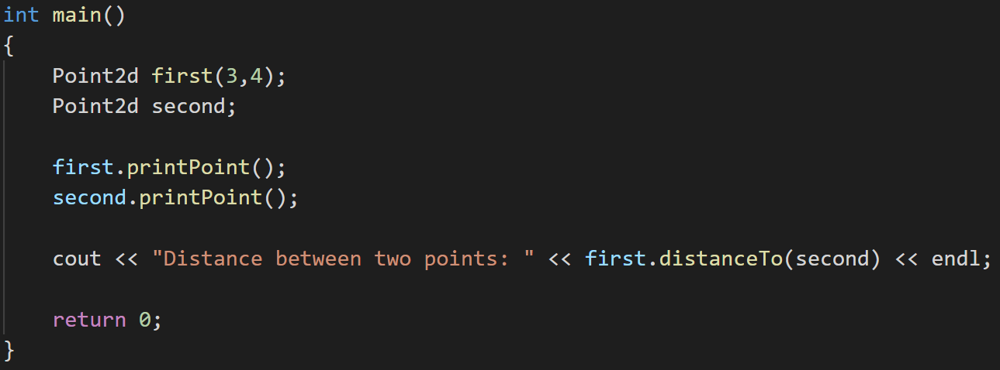 int main()
{
    Point2d first(3,4);
    Point2d second;
    first.printPoint();
    second.printPoint();
    cout << "Distance between two points: " << first.distanceTo(second) << endl;
    return 0;
}